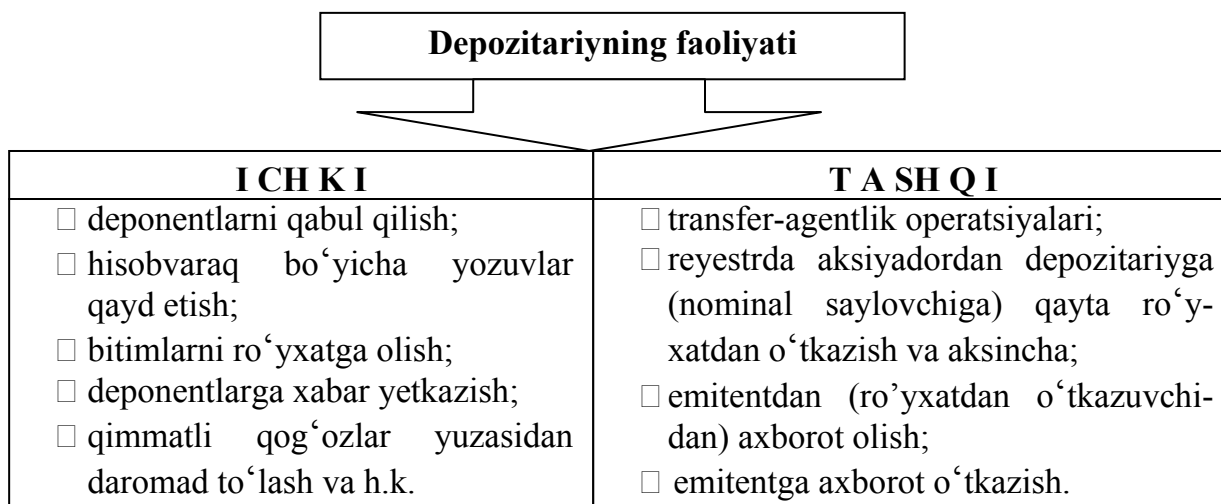 Depozitariyning faoliyati
I CH K I
□ deponentlarni qabul qilish;
□ hisobvaraq bo‘yicha yozuvlar
qayd etish;
□ bitimlarni ro‘yxatga olish;
□ deponentlarga xabar yetkazish;
□ qimmatli qog‘ozlar yuzasidan
daromad to‘lash va h.k.
T A SH Q I
□ transfer-agentlik operatsiyalari;
□ reyestrda aksiyadordan depozitariyga
(nominal saylovchiga) qayta ro‘y-
xatdan o‘tkazish va aksincha;
□ emitentdan (ro’yxatdan o‘tkazuvchi-
dan) axborot olish;
□ emitentga axborot o‘tkazish.